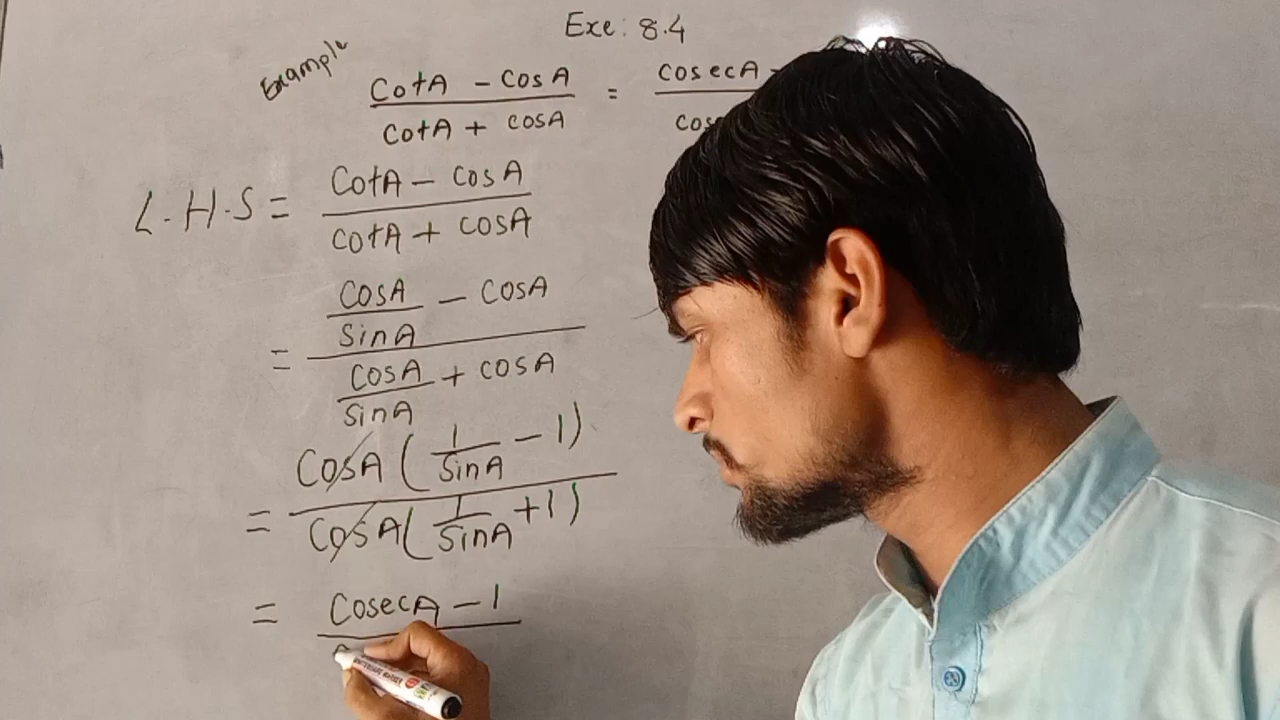 Exe: 8.4
Example
CotA - COSA = COSecA -
CotA + COSA
L.H.S = CotA - COSA
CotA + COSA
COSA - COSA
SinA
=
COSA + COSA
SinA
COSA ( 1 - 1)
SinA
=
COSA ( 1 + 1)
SinA
= CosecA - 1